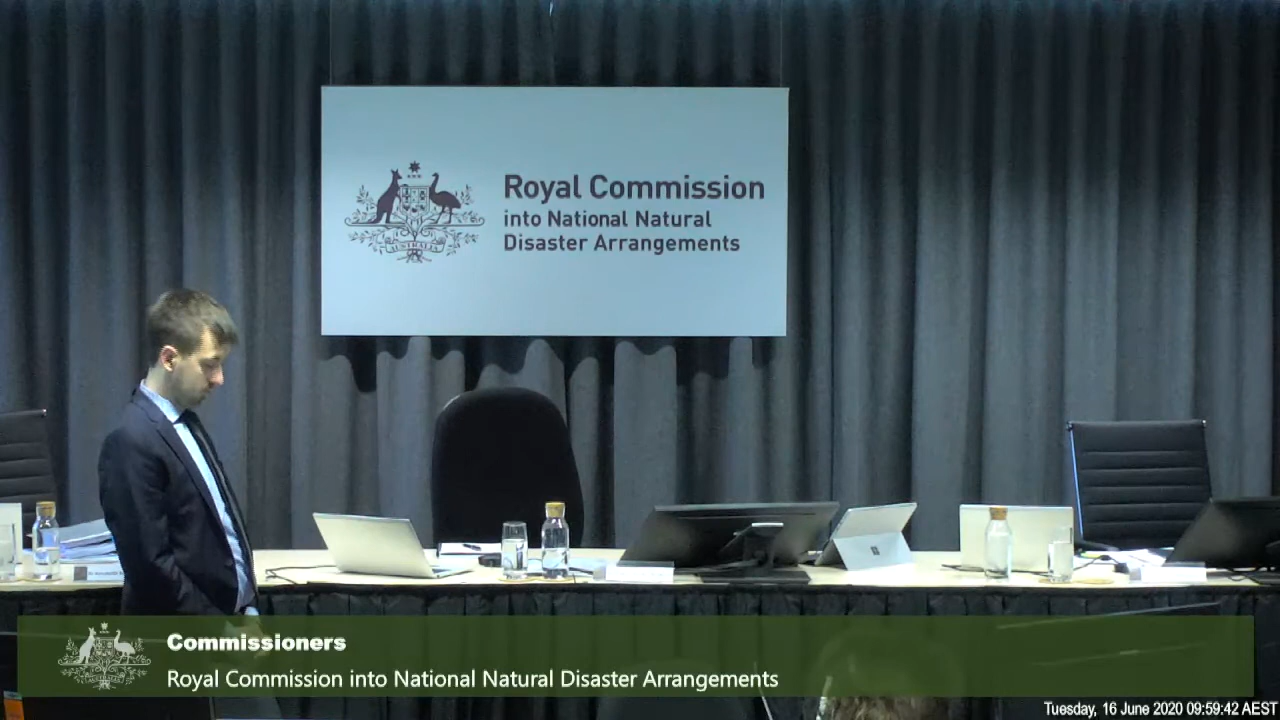 Royal Commission
into National Natural
Disaster Arrangements
AUSTRALIA
Commissioners
Royal Commission into National Natural Disaster Arrangements
Tuesday, 16 June 2020 09:59:42 AEST